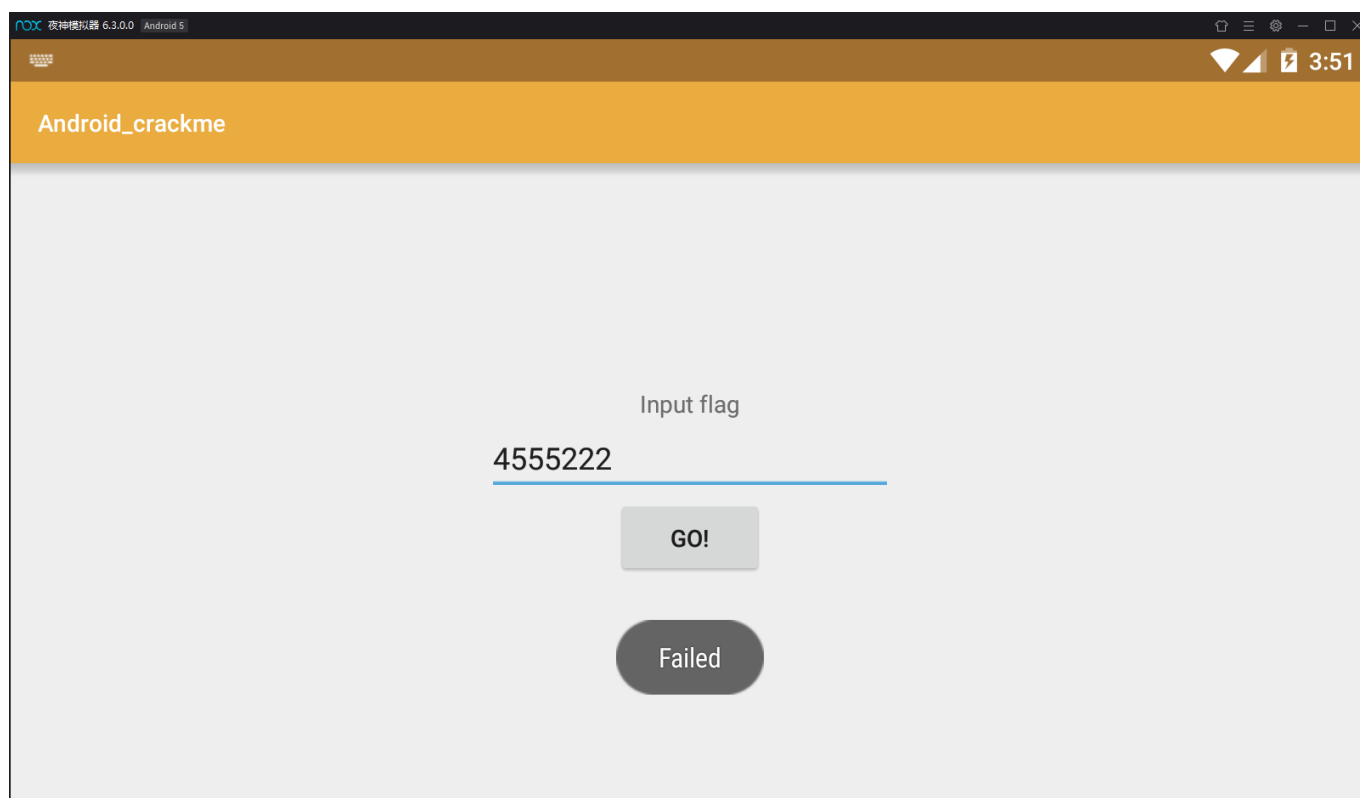 nox 夜神模拟器 6.3.0.0 Android 5
3:51
Android_crackme
Input flag
4555222
GO!
Failed